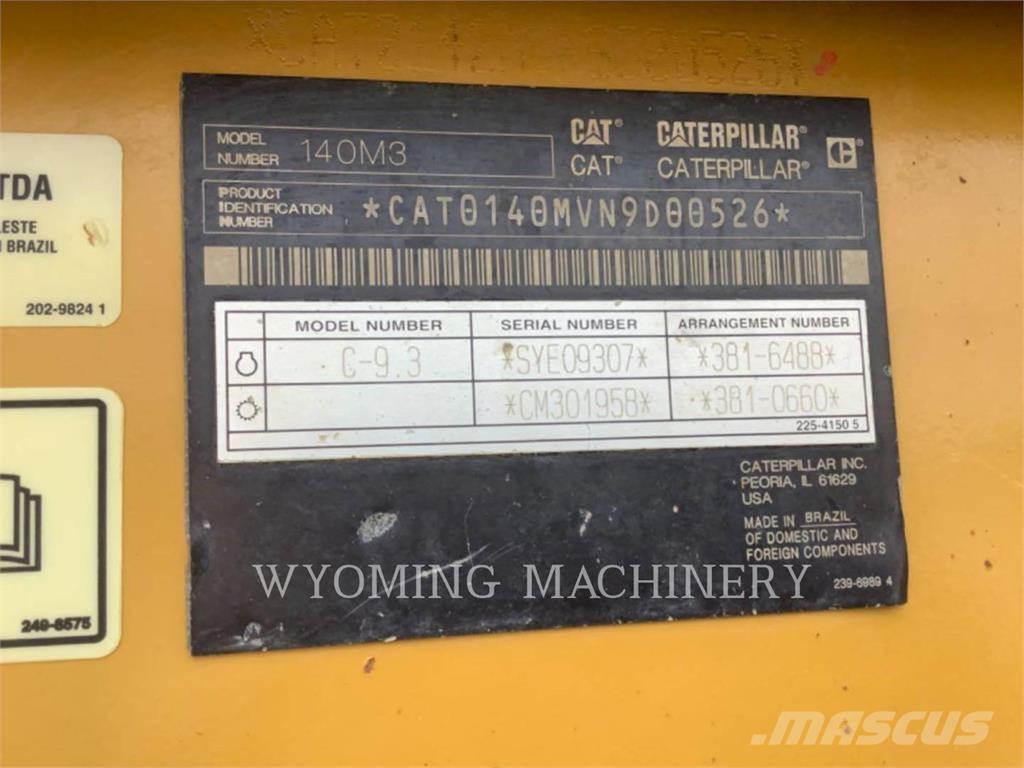 MODEL NUMBER 140M3
CAT® CATERPILLAR®
CAT® CATERPILLAR®
PRODUCT IDENTIFICATION NUMBER *CAT0140MVN9D00526*
MODEL NUMBER SERIAL NUMBER ARRANGEMENT NUMBER
C-9.3 *SYE09307* *381-6488*
*CM301958* *381-0660*
225-4150 5
CATERPILLAR INC.
PEORIA, IL 61629
USA
MADE IN BRAZIL
OF DOMESTIC AND
FOREIGN COMPONENTS
239-6989 4
TDA
LESTE
BRAZIL
202-9824 1
249-6575
WYOMING MACHINERY
MASCUS